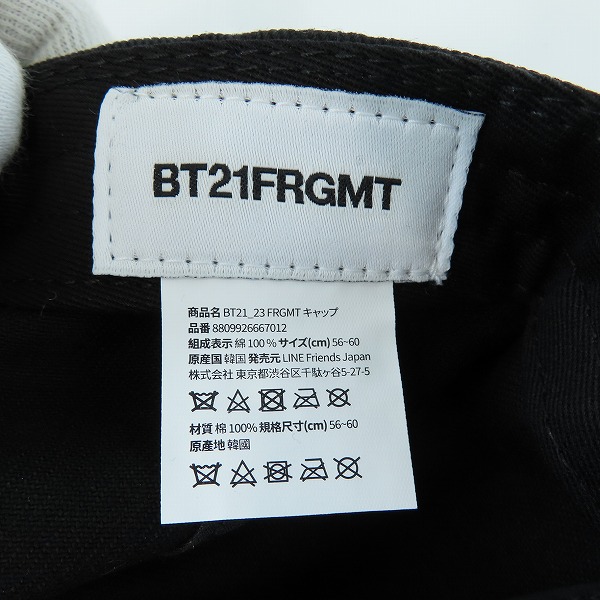 BT21FRGMT
商品名 BT21_23 FRGMT キャップ
品番 8809926667012
組成表示 綿 100 % サイズ(cm) 56~60
原産国 韓国 発売元 LINE Friends Japan
株式会社 東京都渋谷区千駄ヶ谷5-27-5
材質 棉 100% 規格尺寸(cm) 56~60
原產地 韓國